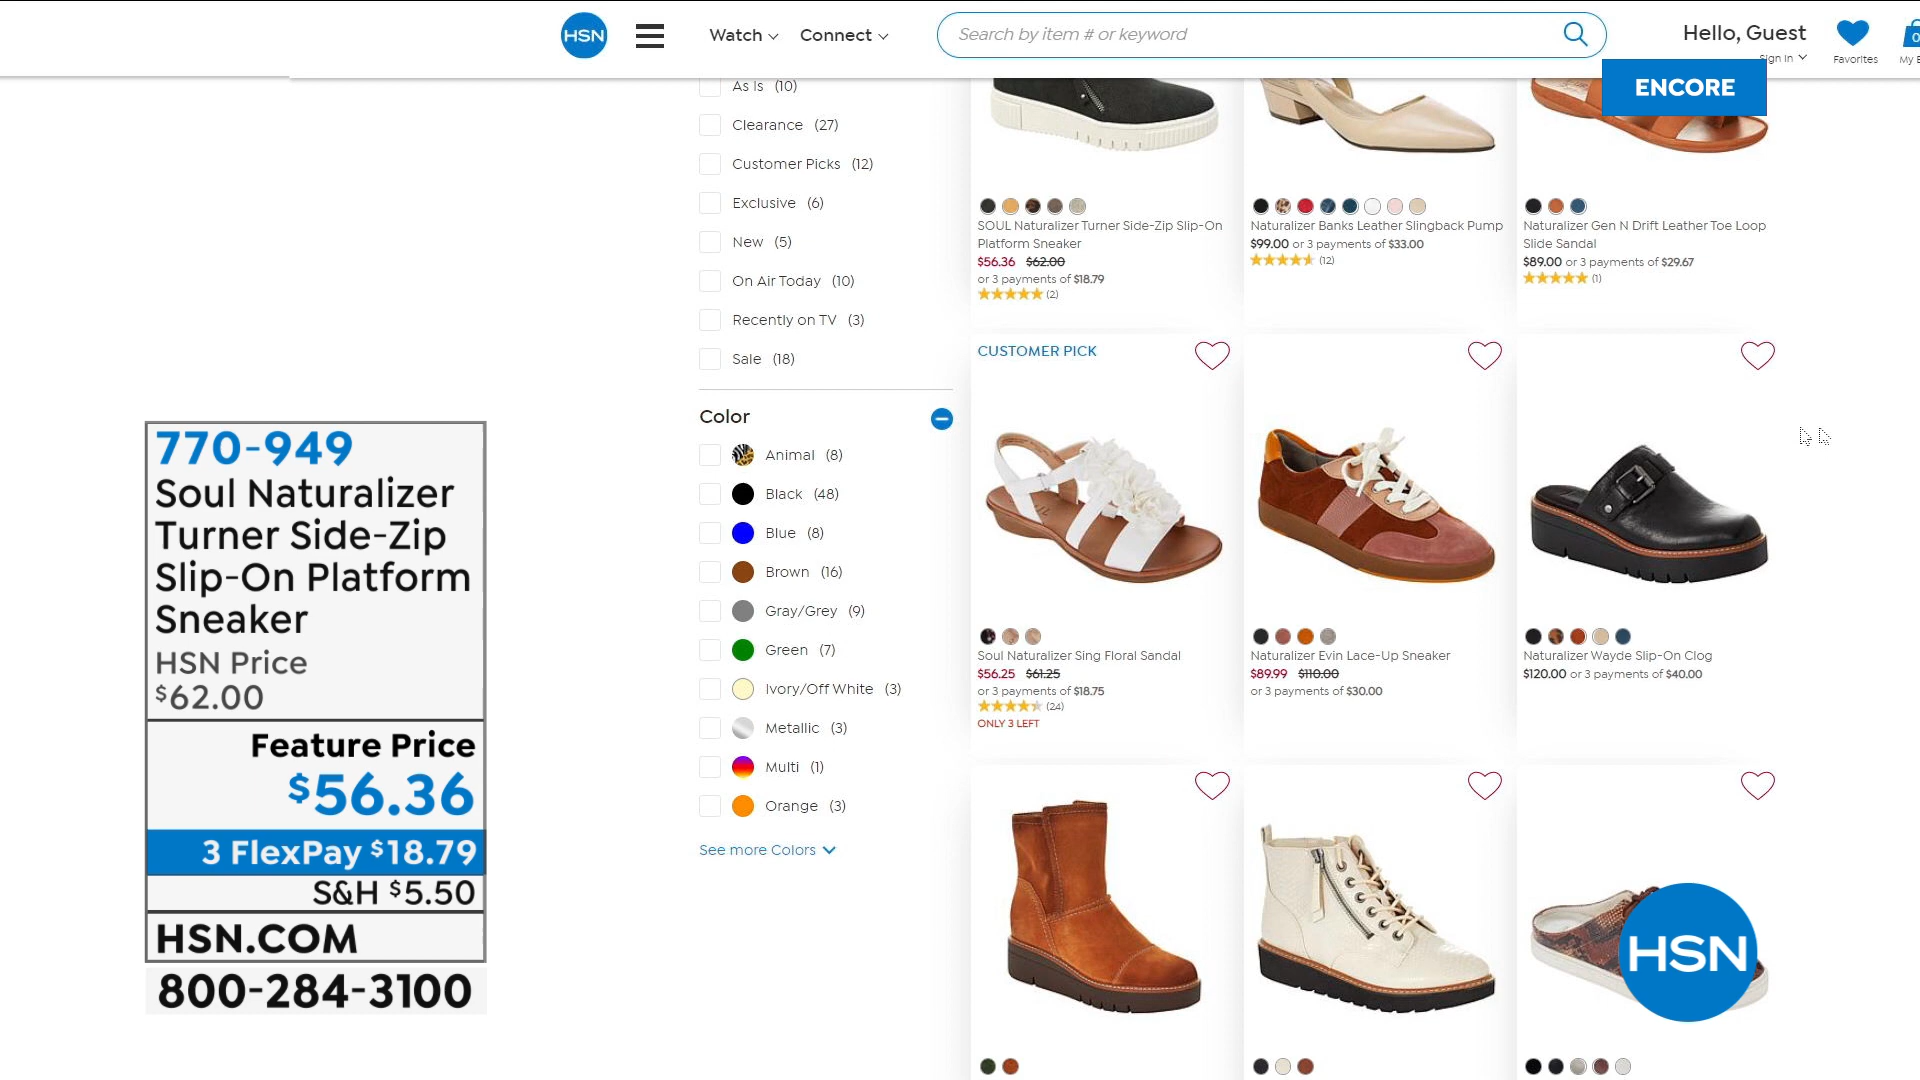 HSN
Watch
Connect
Search by item # or keyword
Hello, Guest
Sign In
Favorites
0
My B
ENCORE
As Is (10)
Clearance (27)
Customer Picks (12)
Exclusive (6)
New (5)
On Air Today (10)
Recently on TV (3)
Sale (18)
Color
Animal (8)
Black (48)
Blue (8)
Brown (16)
Gray/Grey (9)
Green (7)
Ivory/Off White (3)
Metallic (3)
Multi (1)
Orange (3)
See more Colors
SOUL Naturalizer Turner Side-Zip Slip-On
Platform Sneaker
$56.36 $62.00
or 3 payments of $18.79
(2)
Naturalizer Banks Leather Slingback Pump
$99.00 or 3 payments of $33.00
(12)
Naturalizer Gen N Drift Leather Toe Loop
Slide Sandal
$89.00 or 3 payments of $29.67
(1)
CUSTOMER PICK
Soul Naturalizer Sing Floral Sandal
$56.25 $61.25
or 3 payments of $18.75
(24)
ONLY 3 LEFT
Naturalizer Evin Lace-Up Sneaker
$89.99 $110.00
or 3 payments of $30.00
Naturalizer Wayde Slip-On Clog
$120.00 or 3 payments of $40.00
770-949
Soul Naturalizer
Turner Side-Zip
Slip-On Platform
Sneaker
HSN Price
$62.00
Feature Price
$56.36
3 FlexPay $18.79
S&H $5.50
HSN.COM
800-284-3100
HSN